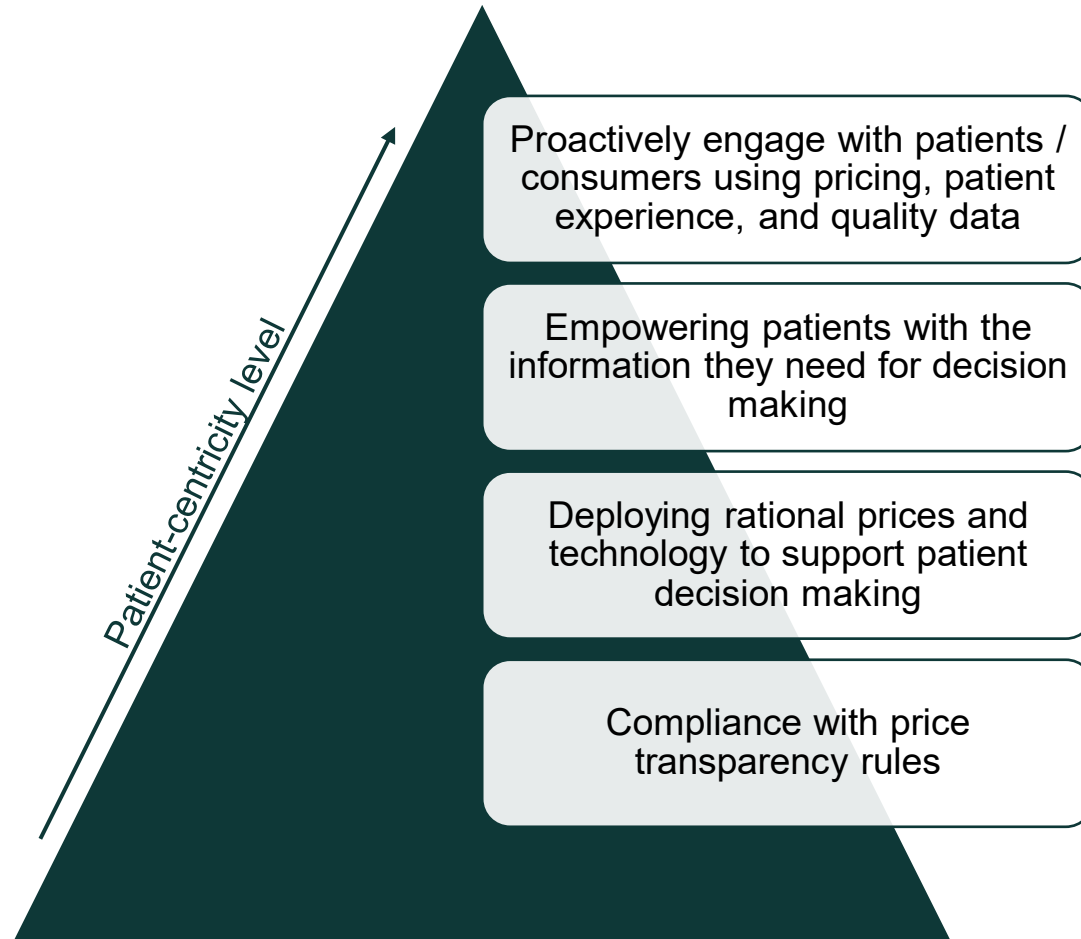 Proactively engage with patients /
consumers using pricing, patient
experience, and quality data
Empowering patients with the
information they need for decision
making
Deploying rational prices and
technology to support patient
decision making
Compliance with price
transparency rules
Patient-centricity level